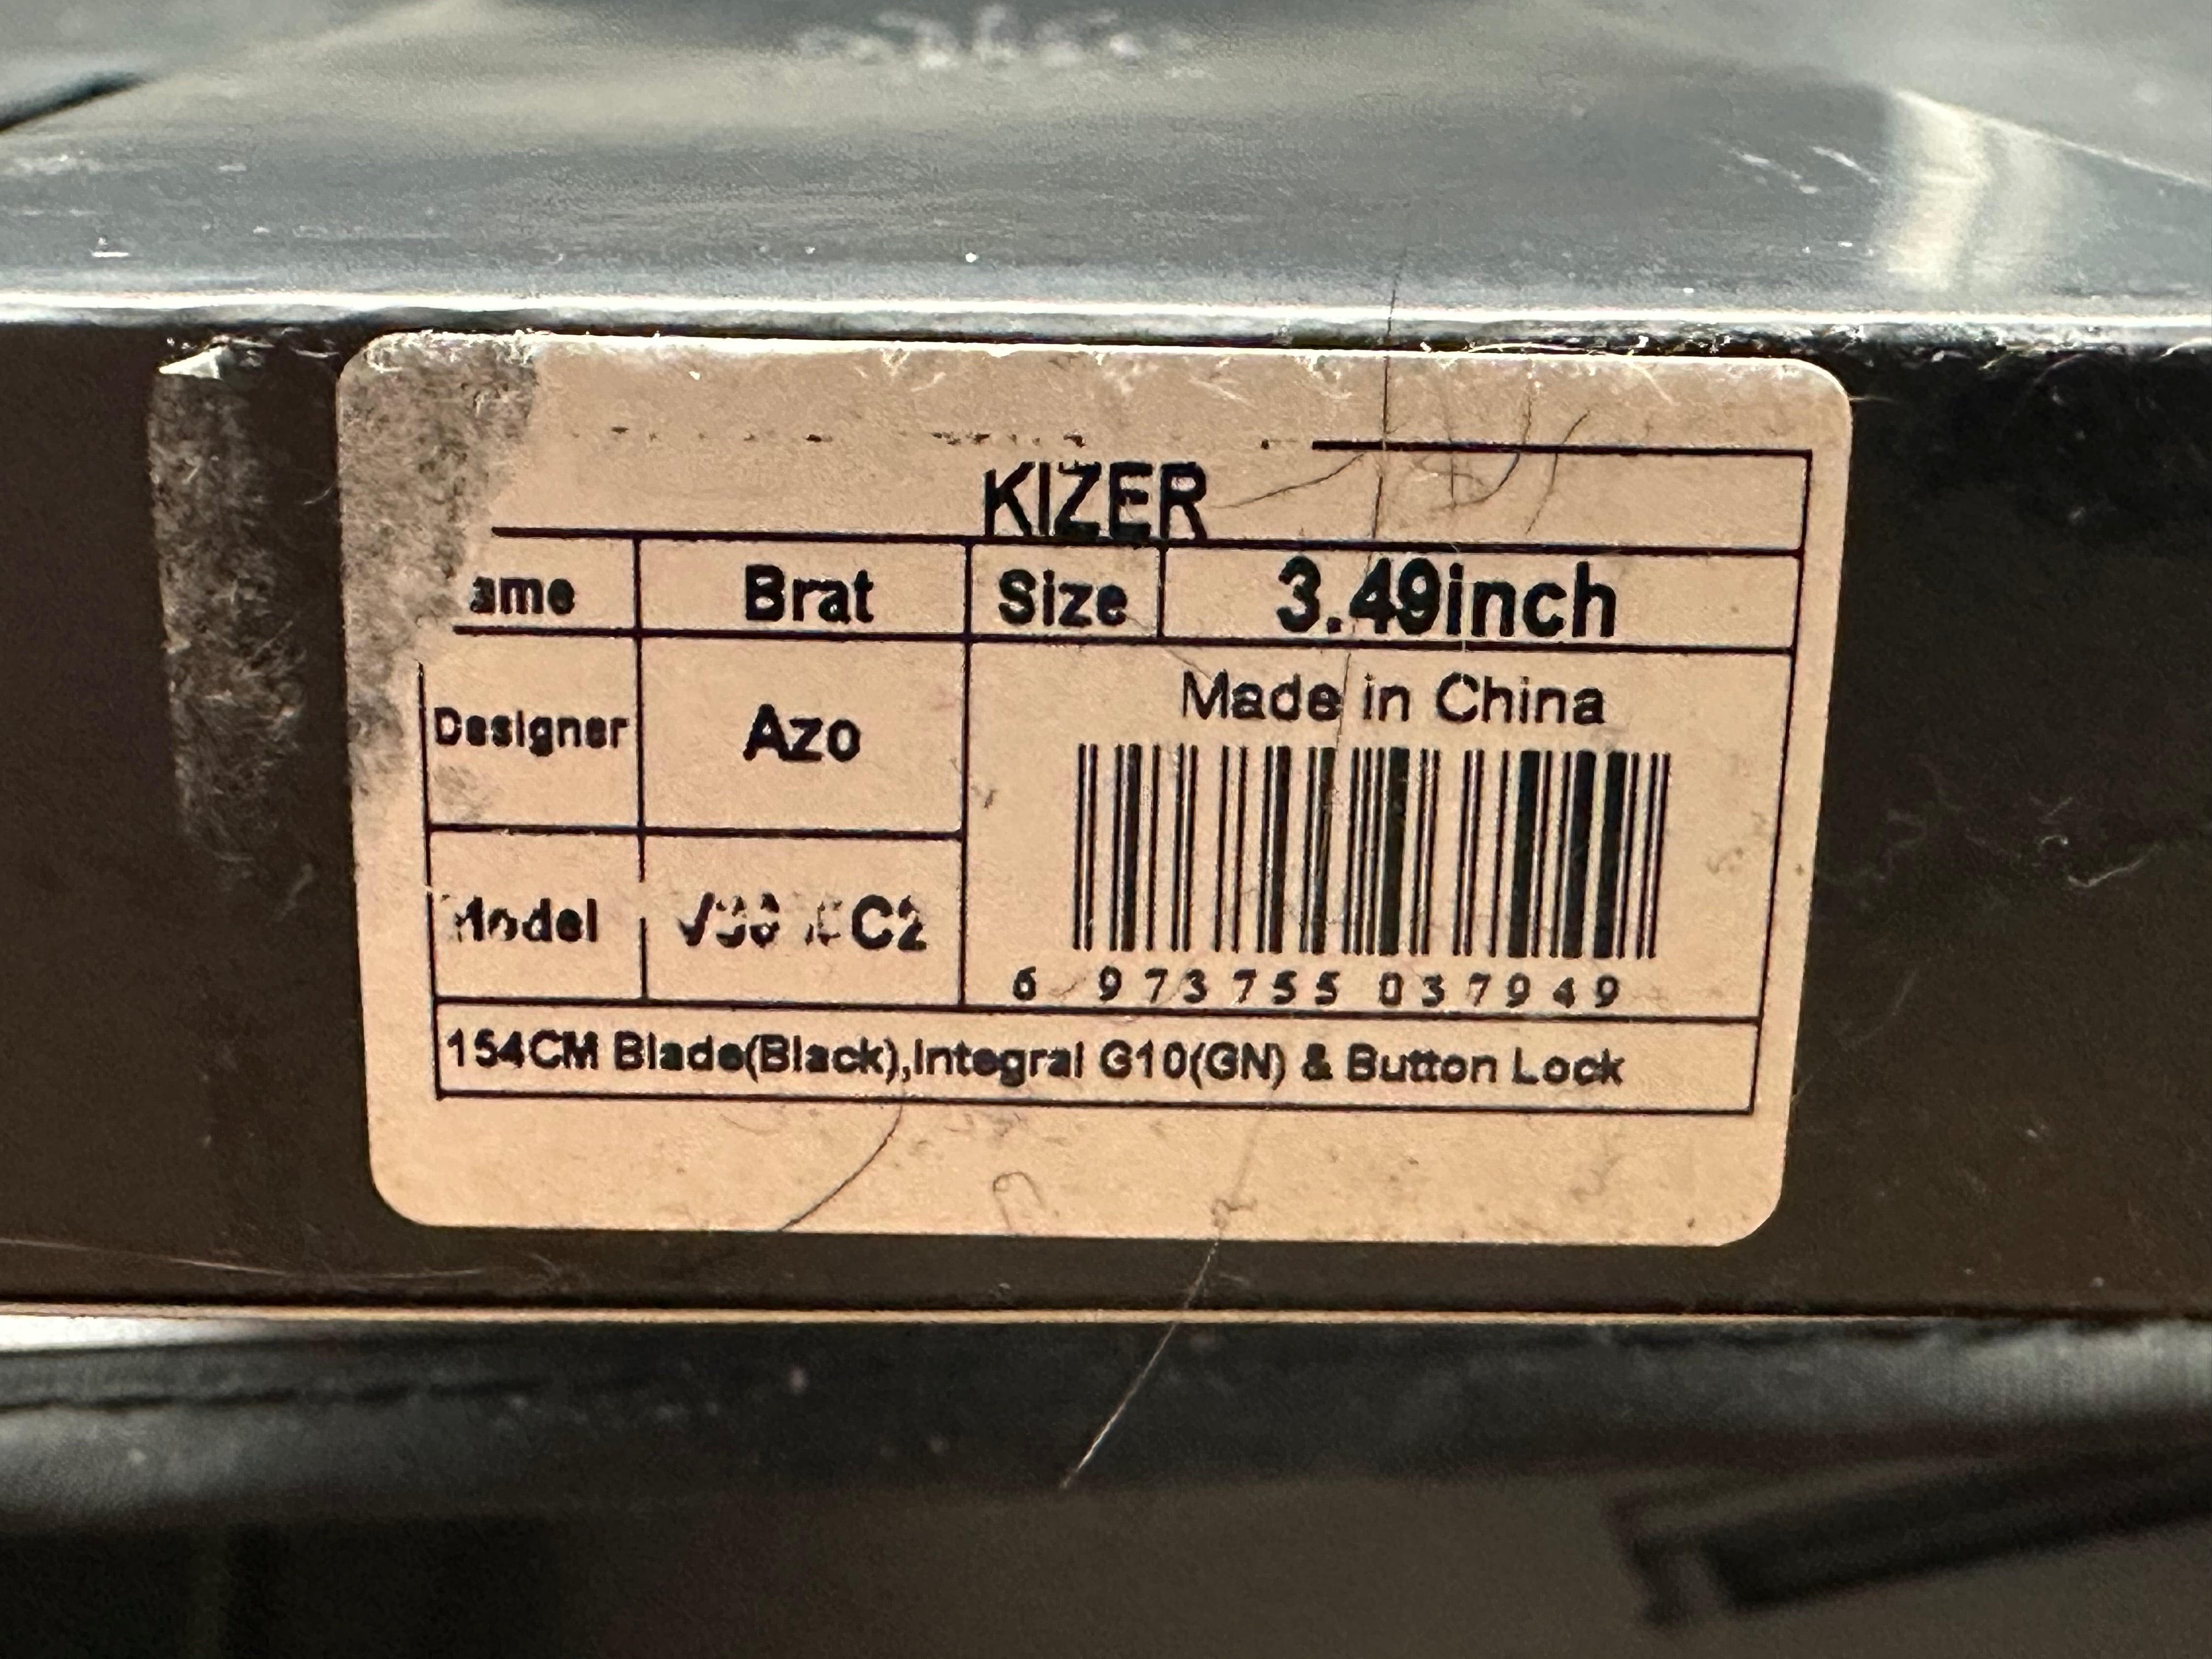 KIZER
ame Brat Size 3.49inch
Designer Azo
Made in China
Model
6 973755 037949
154CM Blade(Black),Integral G10(GN) & Button Lock